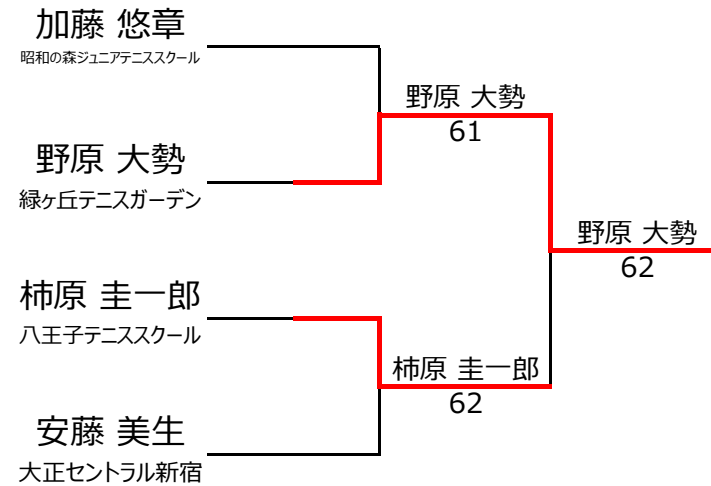 加藤 悠章
昭和の森ジュニアテニススクール
野原 大勢
緑ヶ丘テニスガーデン
柿原 圭一郎
八王子テニススクール
安藤 美生
大正セントラル新宿
野原 大勢
61
柿原 圭一郎
62
野原 大勢
62